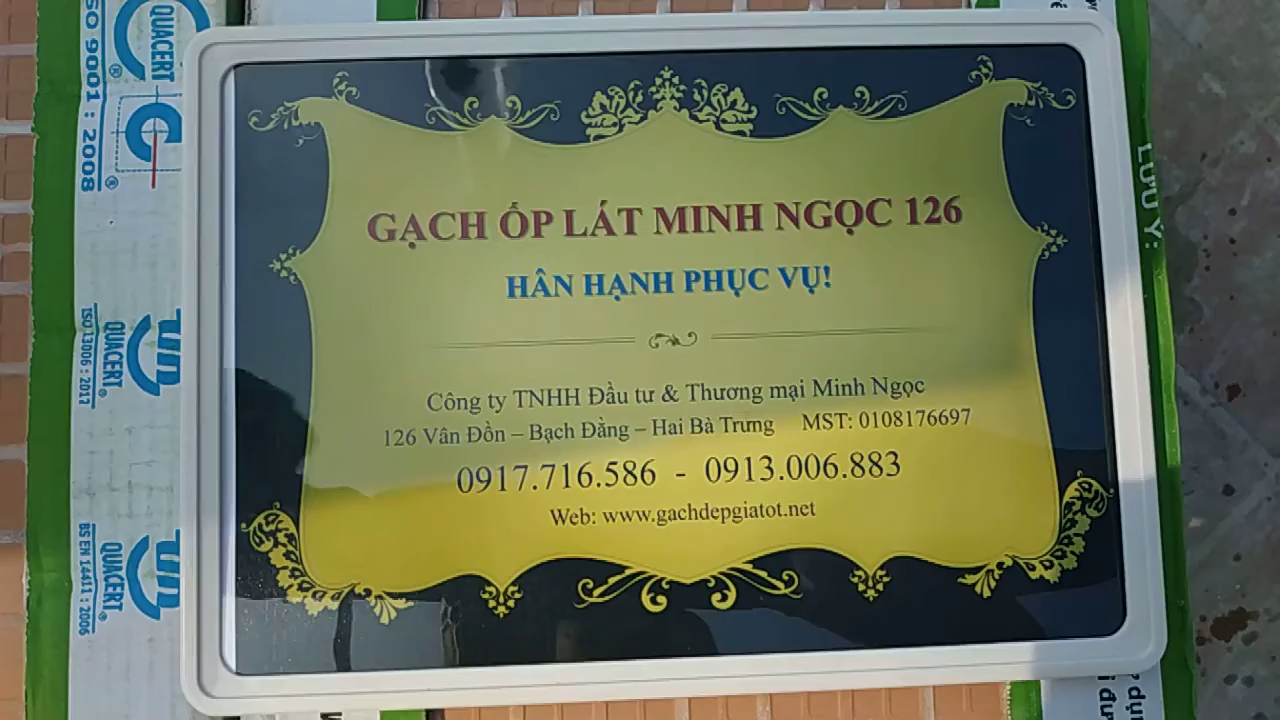 GẠCH ỐP LÁT MINH NGỌC 126
HÂN HẠNH PHỤC VỤ!
Công ty TNHH Đầu tư & Thương mại Minh Ngọc
126 Vân Đồn – Bạch Đằng – Hai Bà Trưng MST: 0108176697
0917.716.586 - 0913.006.883
Web: www.gachdepgiatot.net
QUACERT
ISO 9001 : 2008
QUACERT
ISO 13006 : 2012
QUACERT
BS EN 14411 : 2006
LƯU Ý: